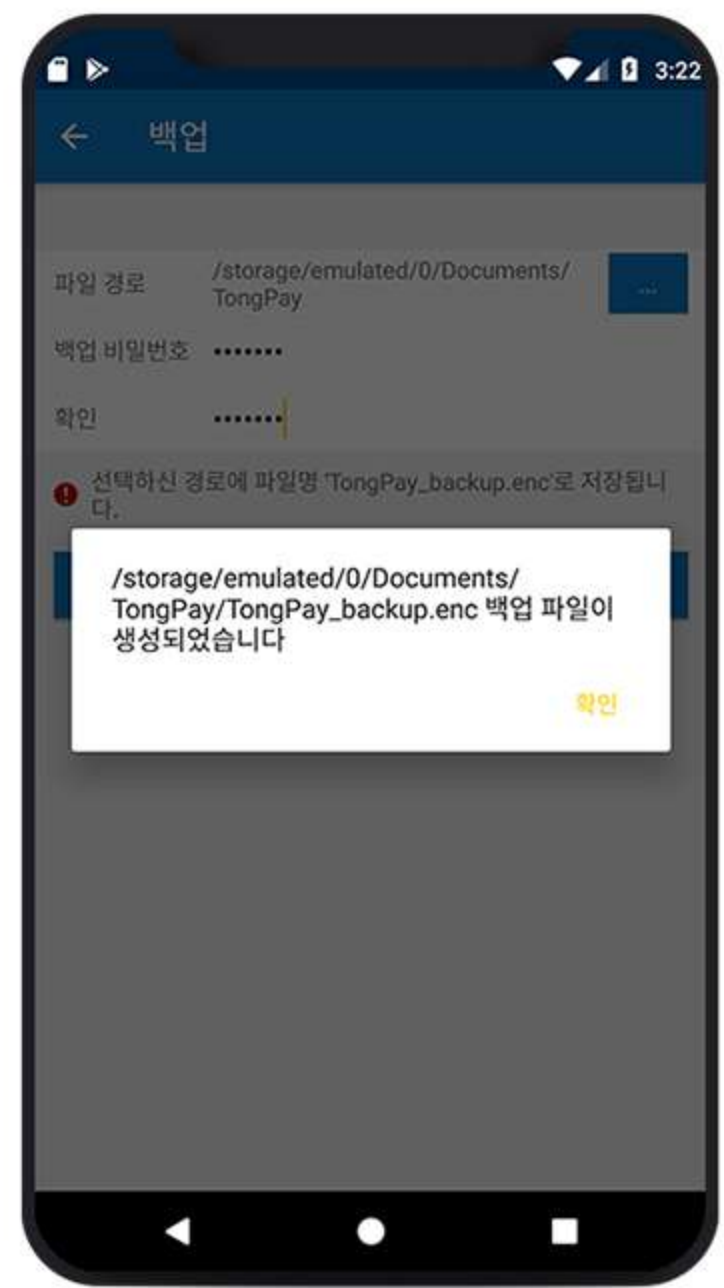 3:22
백업
파일 경로
/storage/emulated/0/Documents/
TongPay
...
백업 비밀번호 •••••••
확인 •••••••
선택하신 경로에 파일명 'TongPay_backup.enc'로 저장됩니
다.
/storage/emulated/0/Documents/
TongPay/TongPay_backup.enc 백업 파일이
생성되었습니다
확인